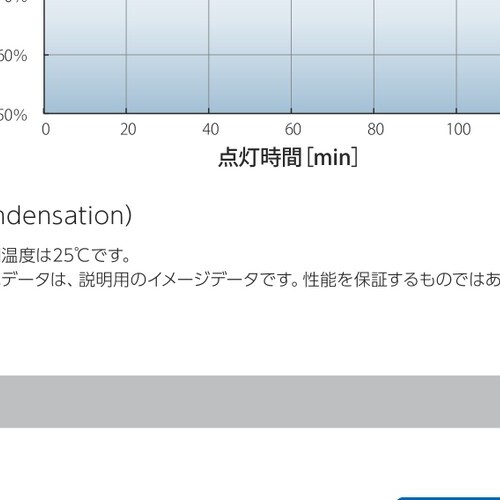 60%
50%
0 20 40 60 80 100
点灯時間[min]
ndensation)
温度は25℃です。
データは、説明用のイメージデータです。性能を保証するものではあ